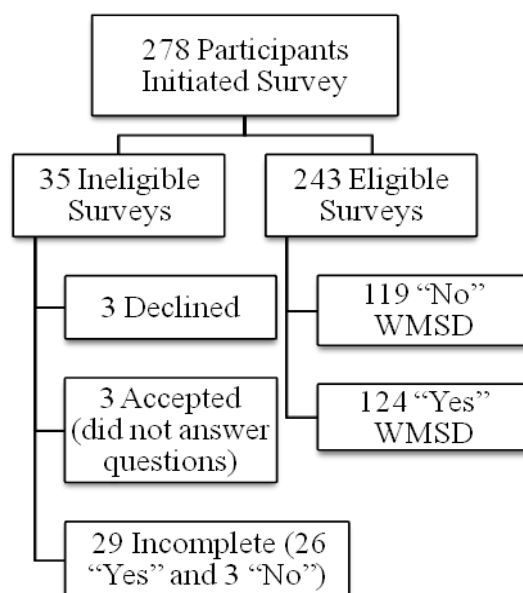 278 Participants
Initiated Survey
35 Ineligible
Surveys
243 Eligible
Surveys
3 Declined
119 “No”
WMSD
3 Accepted
(did not answer
questions)
124 “Yes”
WMSD
29 Incomplete (26
“Yes” and 3 “No”)